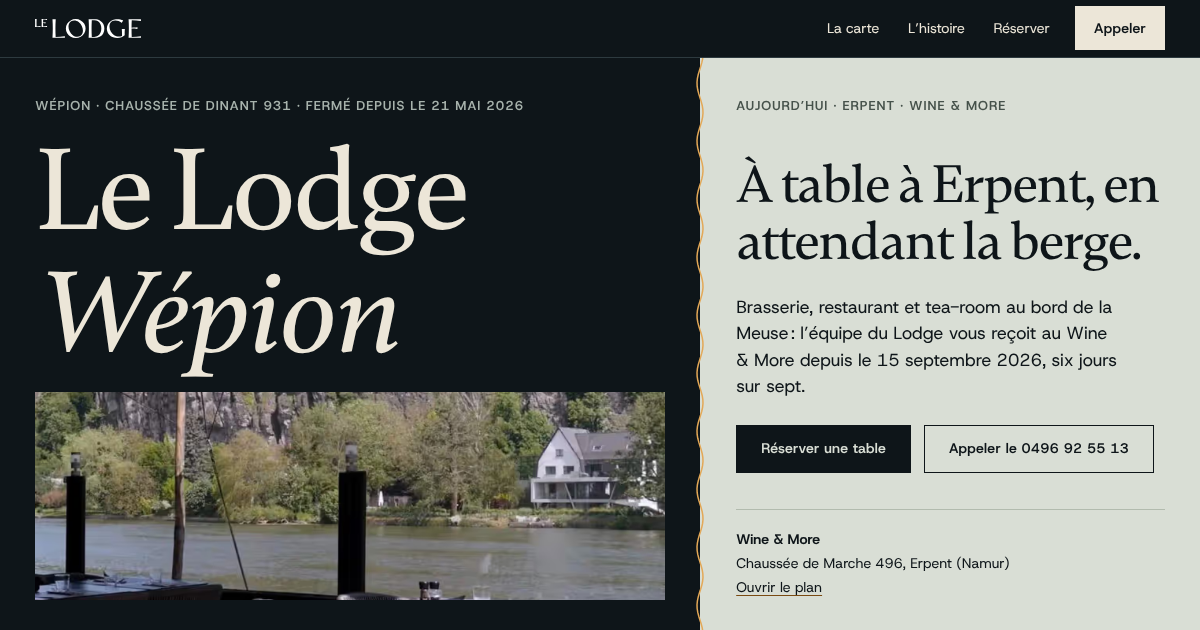 LE LODGE
La carte
L’histoire
Réserver
Appeler
WÉPION · CHAUSSÉE DE DINANT 931 · FERMÉ DEPUIS LE 21 MAI 2026
Le Lodge
Wépion
AUJOURD’HUI · ERPENT · WINE & MORE
À table à Erpent, en
attendant la berge.
Brasserie, restaurant et tea-room au bord de la
Meuse : l’équipe du Lodge vous reçoit au Wine
& More depuis le 15 septembre 2026, six jours
sur sept.
Réserver une table
Appeler le 0496 92 55 13
Wine & More
Chaussée de Marche 496, Erpent (Namur)
Ouvrir le plan